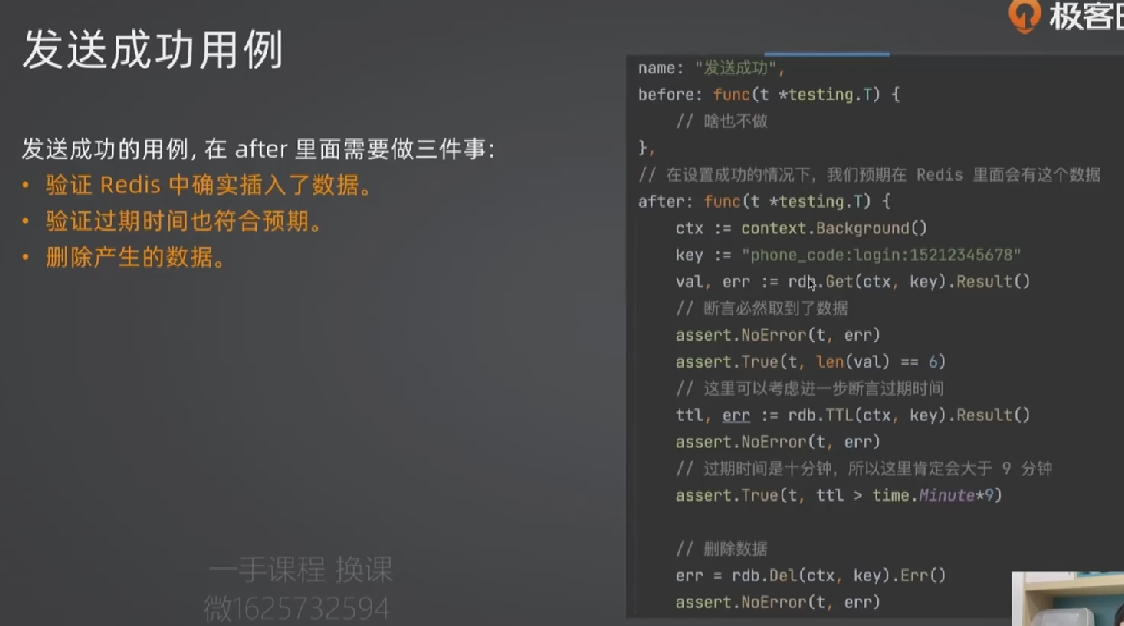 极客
发送成功用例
发送成功的用例, 在 after 里面需要做三件事:
• 验证 Redis 中确实插入了数据。
• 验证过期时间也符合预期。
• 删除产生的数据。
name: "发送成功",
before: func(t *testing.T) {
// 啥也不做
},
// 在设置成功的情况下，我们预期在 Redis 里面会有这个数据
after: func(t *testing.T) {
ctx := context.Background()
key := "phone_code:login:15212345678"
val, err := rdb.Get(ctx, key).Result()
// 断言必然取到了数据
assert.NoError(t, err)
assert.True(t, len(val) == 6)
// 这里可以考虑进一步断言过期时间
ttl, err := rdb.TTL(ctx, key).Result()
assert.NoError(t, err)
// 过期时间是十分钟，所以这里肯定会大于 9 分钟
assert.True(t, ttl > time.Minute*9)
// 删除数据
err = rdb.Del(ctx, key).Err()
assert.NoError(t, err)
一手课程 换课
微1625732594